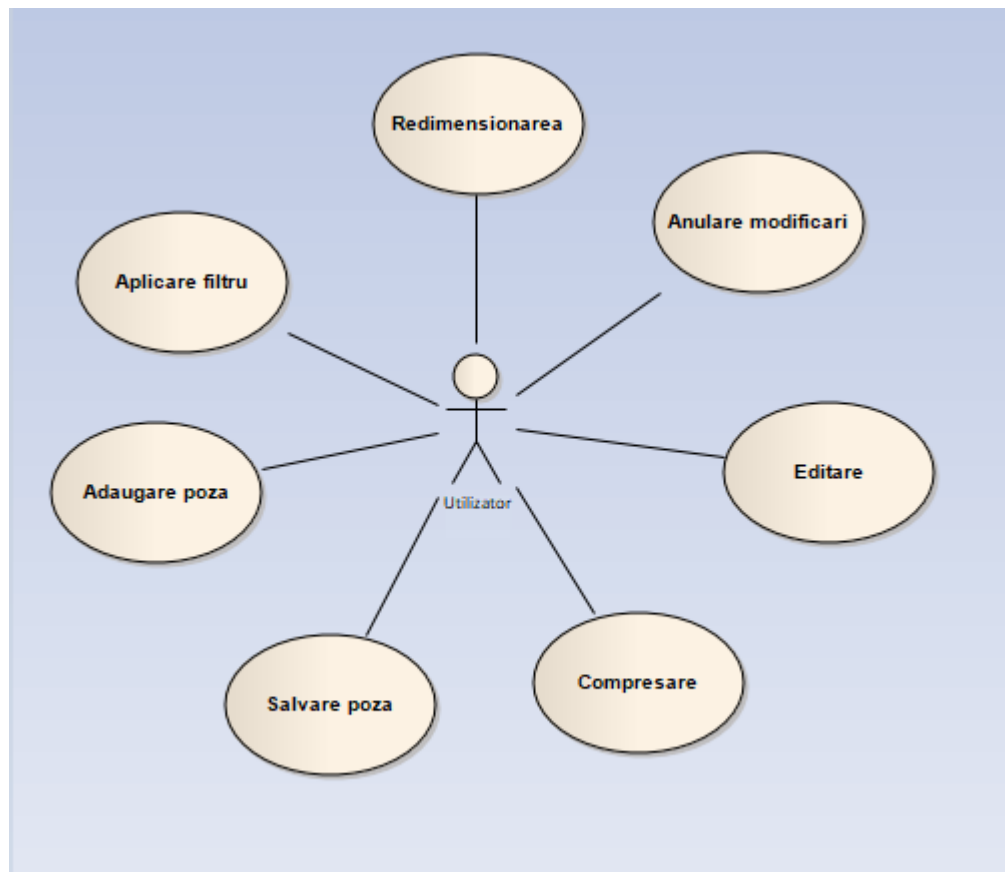 Redimensionarea
Anulare modificari
Aplicare filtru
Editare
Adaugare poza
Utilizator
Compresare
Salvare poza